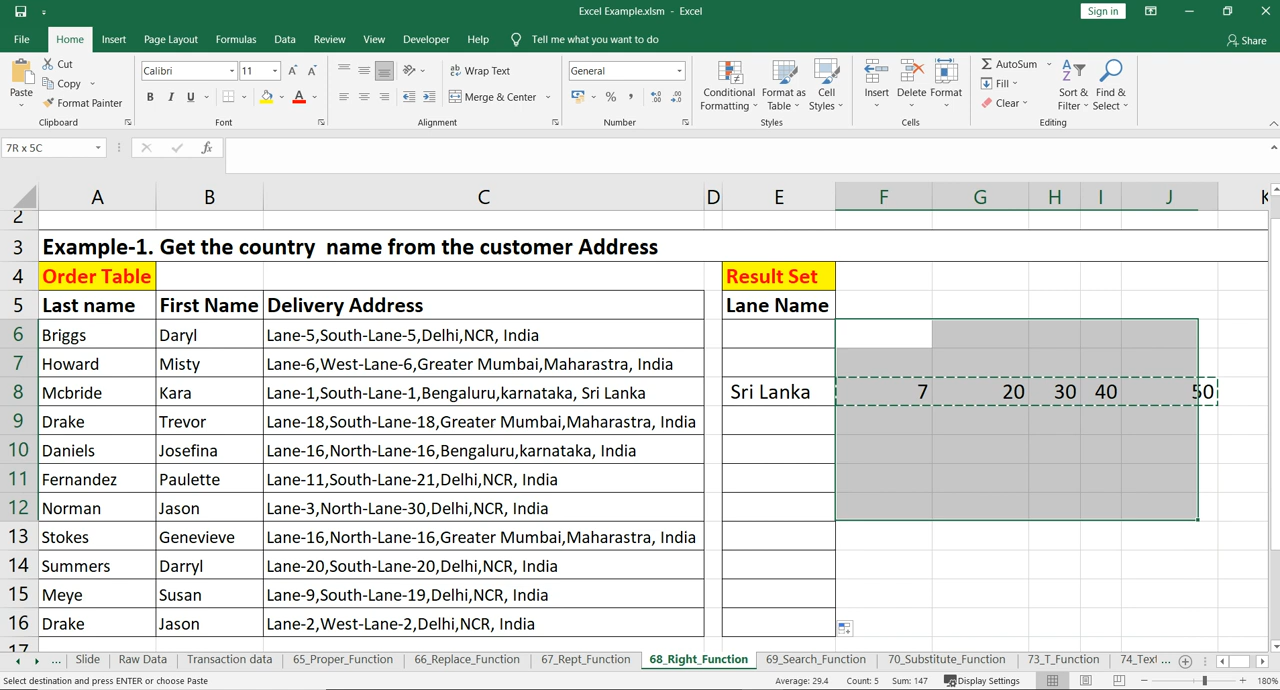 Excel Example.xlsm - Excel
Sign in
File Home Insert Page Layout Formulas Data Review View Developer Help Tell me what you want to do Share
Paste Cut Copy Format Painter Clipboard
Calibri 11 B I U A Font
Wrap Text Merge & Center Alignment
General % , Number
Conditional Formatting Format as Table Cell Styles Styles
Insert Delete Format Cells
AutoSum Fill Clear Sort & Filter Find & Select Editing
7R x 5C fx
A B C D E F G H I J K
2
3 Example-1. Get the country name from the customer Address
4 Order Table Result Set
5 Last name First Name Delivery Address Lane Name
6 Briggs Daryl Lane-5,South-Lane-5,Delhi,NCR, India
7 Howard Misty Lane-6,West-Lane-6,Greater Mumbai,Maharastra, India
8 Mcbride Kara Lane-1,South-Lane-1,Bengaluru,karnataka, Sri Lanka Sri Lanka 7 20 30 40 50
9 Drake Trevor Lane-18,South-Lane-18,Greater Mumbai,Maharastra, India
10 Daniels Josefina Lane-16,North-Lane-16,Bengaluru,karnataka, India
11 Fernandez Paulette Lane-11,South-Lane-21,Delhi,NCR, India
12 Norman Jason Lane-3,North-Lane-30,Delhi,NCR, India
13 Stokes Genevieve Lane-16,North-Lane-16,Greater Mumbai,Maharastra, India
14 Summers Darryl Lane-20,South-Lane-20,Delhi,NCR, India
15 Meye Susan Lane-9,South-Lane-19,Delhi,NCR, India
16 Drake Jason Lane-2,West-Lane-2,Delhi,NCR, India
17
... Slide Raw Data Transaction data 65_Proper_Function 66_Replace_Function 67_Rept_Function 68_Right_Function 69_Search_Function 70_Substitute_Function 73_T_Function 74_Text ...
Select destination and press ENTER or choose Paste Average: 29.4 Count: 5 Sum: 147 Display Settings 180%